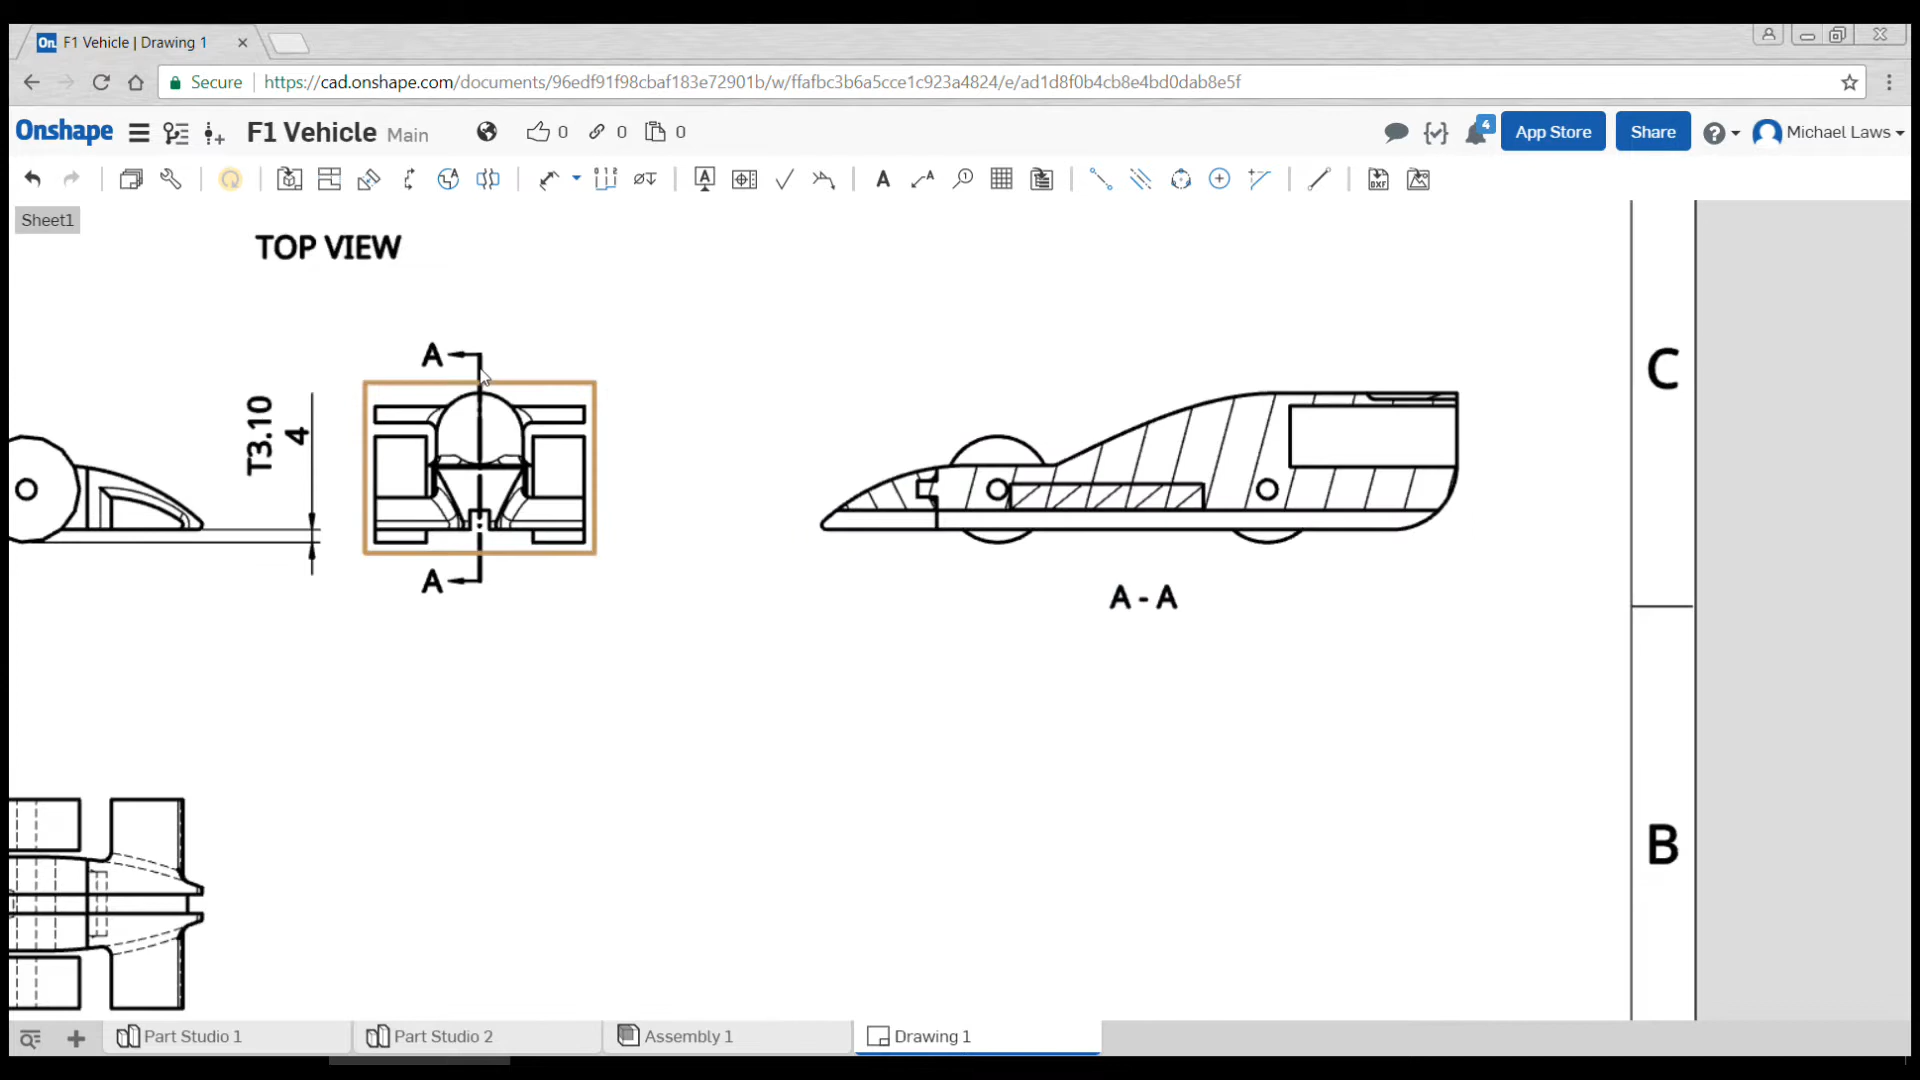 On F1 Vehicle | Drawing 1
Secure https://cad.onshape.com/documents/96edf91f98cbaf183e72901b/w/ffafbc3b6a5cce1c923a4824/e/ad1d8f0b4cb8e4bd0dab8e5f
Onshape F1 Vehicle Main 0 0 0 4 App Store Share Michael Laws
Sheet1
TOP VIEW
A
T3.10
4
A
A - A
C
B
Part Studio 1 Part Studio 2 Assembly 1 Drawing 1